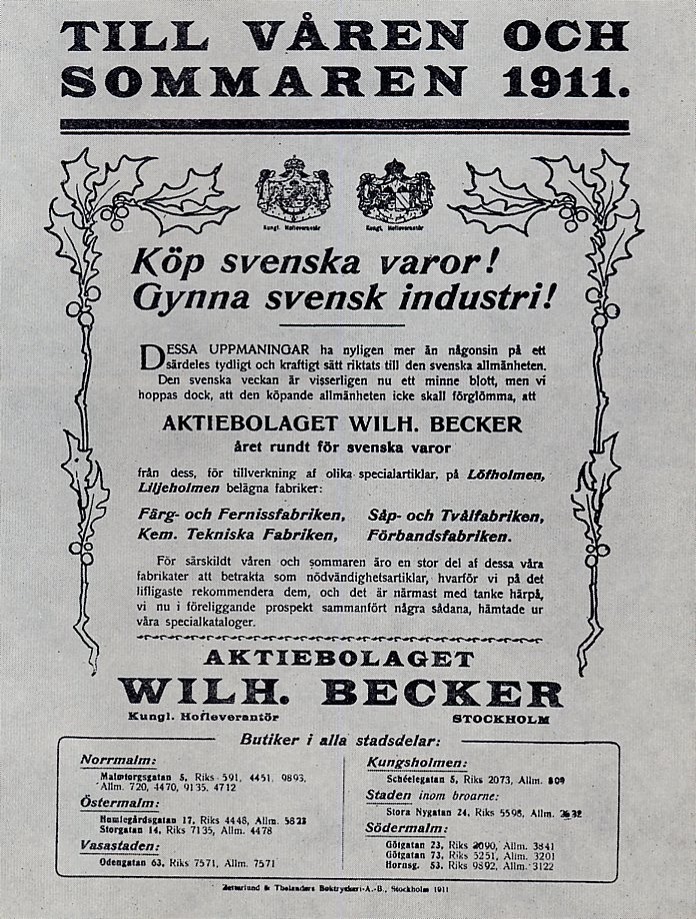 TILL VÅREN OCH
SOMMAREN 1911.
Kungl. Hofleverantör
Kungl. Hofleverantör
Köp svenska varor!
Gynna svensk industri!
DESSA UPPMANINGAR ha nyligen mer än någonsin på ett
särdeles tydligt och kraftigt sätt riktats till den svenska allmänheten.
Den svenska veckan är visserligen nu ett minne blott, men vi
hoppas dock, att den köpande allmänheten icke skall förglömma, att
AKTIEBOLAGET WILH. BECKER
året rundt för svenska varor
från dess, för tillverkning af olika specialartiklar, på Löfholmen,
Liljeholmen belägna fabriker:
Färg- och Fernissfabriken, Såp- och Tvålfabriken,
Kem. Tekniska Fabriken, Förbandsfabriken.
För särskildt våren och sommaren äro en stor del af dessa våra
fabrikater att betrakta som nödvändighetsartiklar, hvarför vi på det
lifligaste rekommendera dem, och det är närmast med tanke härpå,
vi nu i föreliggande prospekt sammanfört några sådana, hämtade ur
våra specialkataloger.
AKTIEBOLAGET
WILH. BECKER
Kungl. Hofleverantör STOCKHOLM
Butiker i alla stadsdelar:
Norrmalm:
Malmtorgsgatan 5, Riks 591, 4451, 9893,
Allm. 720, 4470, 9135, 4712
Östermalm:
Humlegårdsgatan 17, Riks 4448, Allm. 5823
Storgatan 14, Riks 7135, Allm. 4478
Vasastaden:
Odengatan 63, Riks 7571, Allm. 7571
Kungsholmen:
Schéelegatan 5, Riks 2073, Allm.
Staden inom broarne:
Stora Nygatan 24, Riks 5598, Allm.
Södermalm:
Götgatan 23, Riks 2090, Allm. 3841
Götgatan 73, Riks 5251, Allm. 3201
Hornsg. 53, Riks 9892, Allm. 3122
Zetterlund & Thelanders Boktryckeri-A.-B., Stockholm 1911